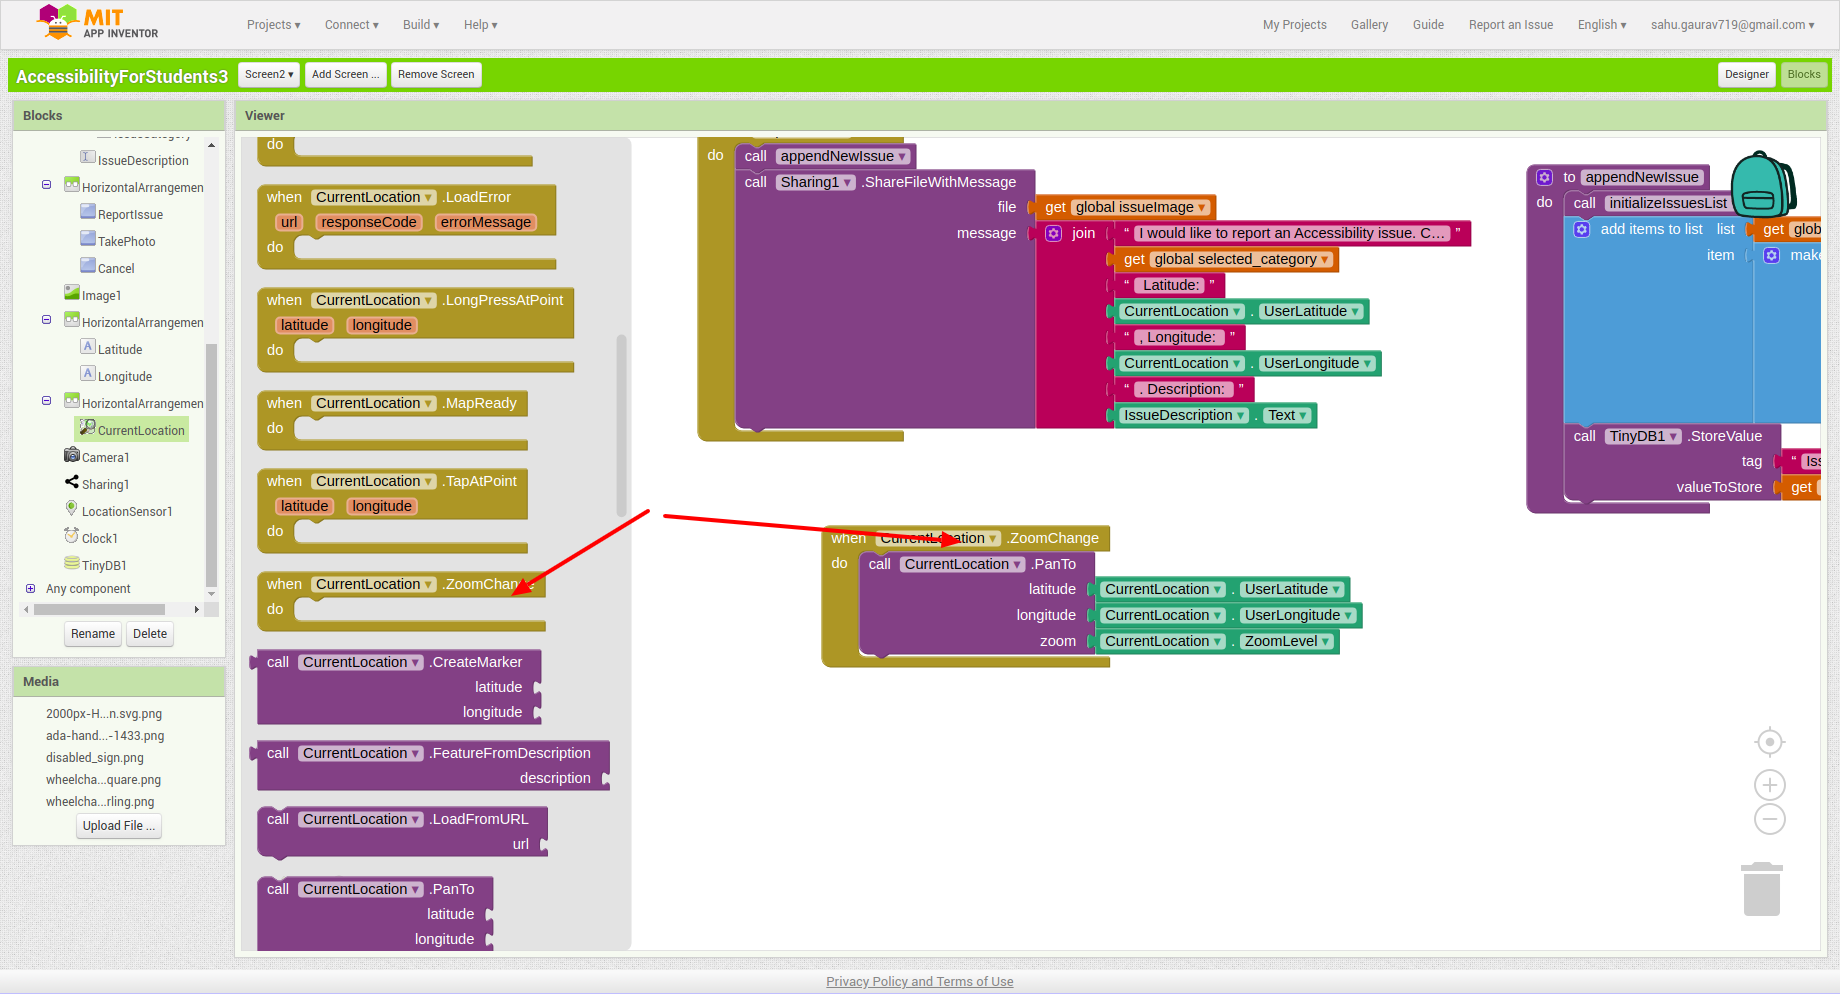 MIT
APP INVENTOR
Projects ▾
Connect ▾
Build ▾
Help ▾
My Projects
Gallery
Guide
Report an Issue
English ▾
sahu.gaurav719@gmail.com ▾
AccessibilityForStudents3
Screen2 ▾
Add Screen ...
Remove Screen
Designer
Blocks
Blocks
IssueDescription
HorizontalArrangemen
ReportIssue
TakePhoto
Cancel
Image1
HorizontalArrangemen
Latitude
Longitude
HorizontalArrangemen
CurrentLocation
Camera1
Sharing1
LocationSensor1
Clock1
TinyDB1
Any component
Rename
Delete
Media
2000px-H...n.svg.png
ada-hand...-1433.png
disabled_sign.png
wheelcha...quare.png
wheelcha...rling.png
Upload File ...
Viewer
do
when CurrentLocation ▾ .LoadError
url responseCode errorMessage
do
when CurrentLocation ▾ .LongPressAtPoint
latitude longitude
do
when CurrentLocation ▾ .MapReady
do
when CurrentLocation ▾ .TapAtPoint
latitude longitude
do
when CurrentLocation ▾ .ZoomChange
do
call CurrentLocation ▾ .CreateMarker
latitude
longitude
call CurrentLocation ▾ .FeatureFromDescription
description
call CurrentLocation ▾ .LoadFromURL
url
call CurrentLocation ▾ .PanTo
latitude
longitude
do call appendNewIssue ▾
call Sharing1 ▾ .ShareFileWithMessage
file get global issueImage ▾
message join “ I would like to report an Accessibility issue. C... ”
get global selected_category ▾
“ Latitude: ”
CurrentLocation ▾ . UserLatitude ▾
“ , Longitude: ”
CurrentLocation ▾ . UserLongitude ▾
“ . Description: ”
IssueDescription ▾ . Text ▾
when CurrentLocation ▾ .ZoomChange
do call CurrentLocation ▾ .PanTo
latitude CurrentLocation ▾ . UserLatitude ▾
longitude CurrentLocation ▾ . UserLongitude ▾
zoom CurrentLocation ▾ . ZoomLevel ▾
to appendNewIssue
do call initializeIssuesList
add items to list list get glob
item make
call TinyDB1 ▾ .StoreValue
tag “ Iss
valueToStore get
Privacy Policy and Terms of Use